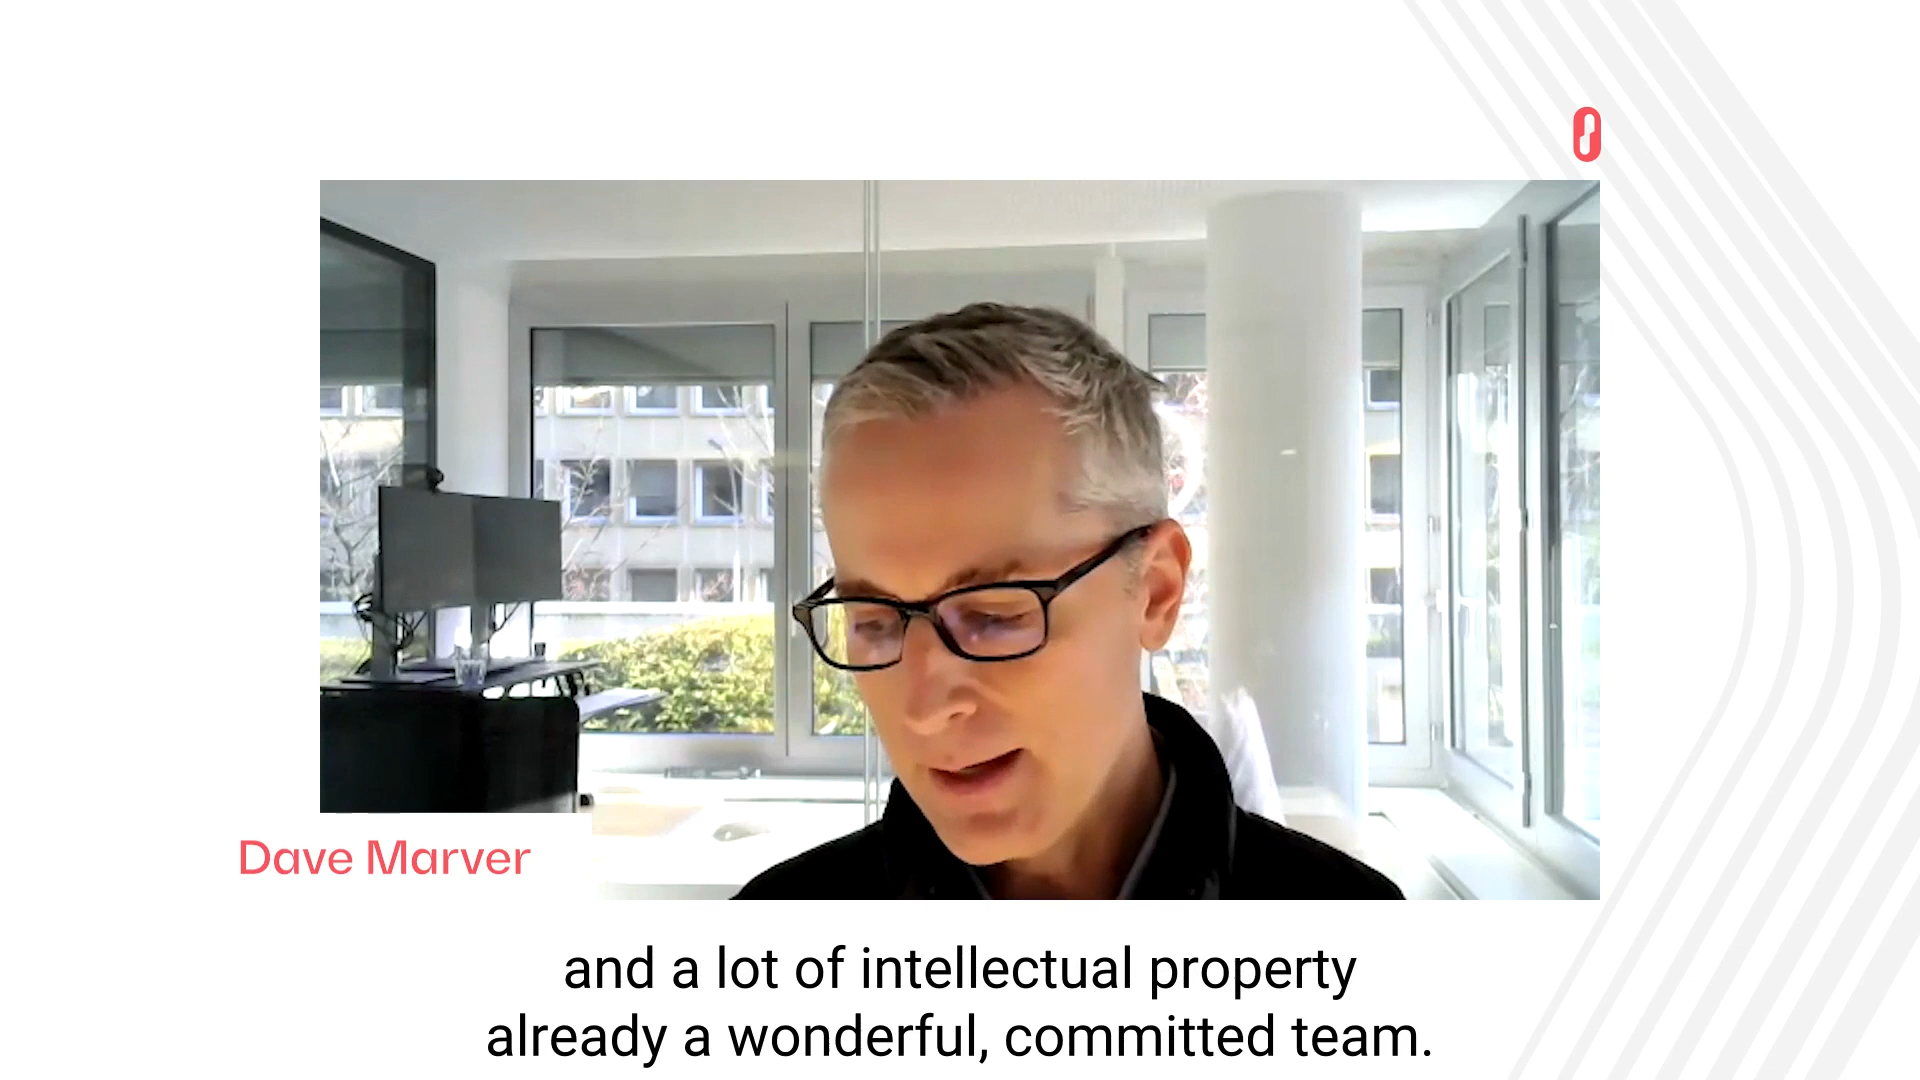 Dave Marver
and a lot of intellectual property
already a wonderful, committed team.